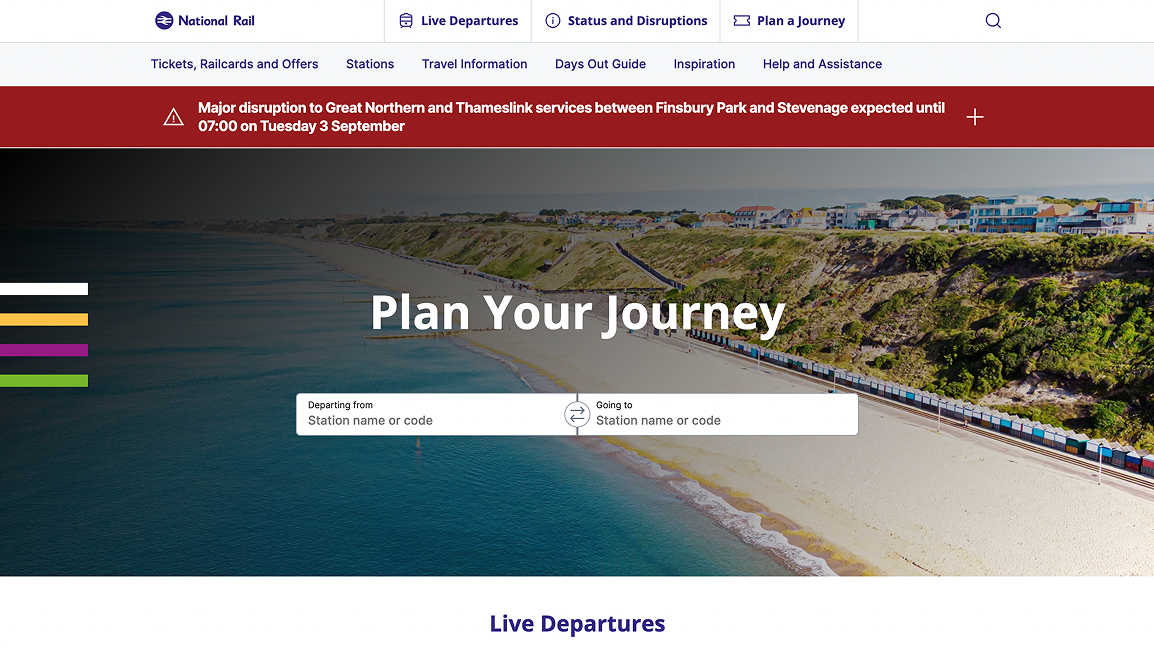 National Rail
Live Departures
Status and Disruptions
Plan a Journey
Tickets, Railcards and Offers
Stations
Travel Information
Days Out Guide
Inspiration
Help and Assistance
Major disruption to Great Northern and Thameslink services between Finsbury Park and Stevenage expected until
07:00 on Tuesday 3 September
Plan Your Journey
Departing from
Station name or code
Going to
Station name or code
Live Departures